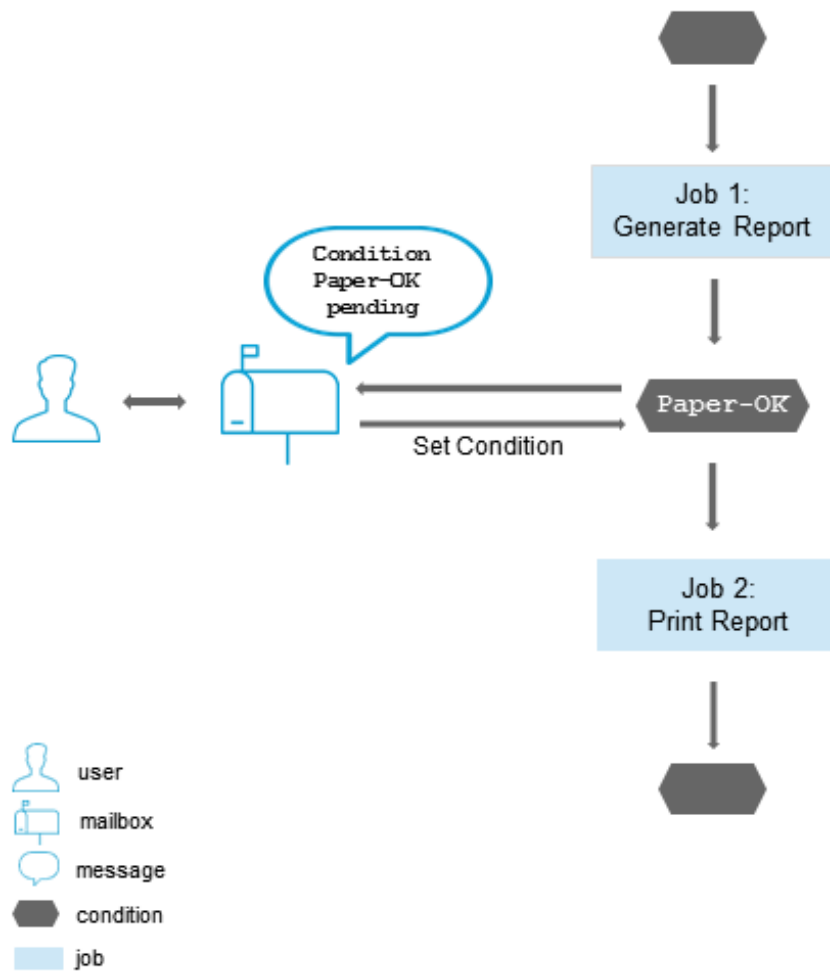 Job 1:
Generate Report
Condition
Paper-OK
pending
Paper-OK
Set Condition
Job 2:
Print Report
user
mailbox
message
condition
job